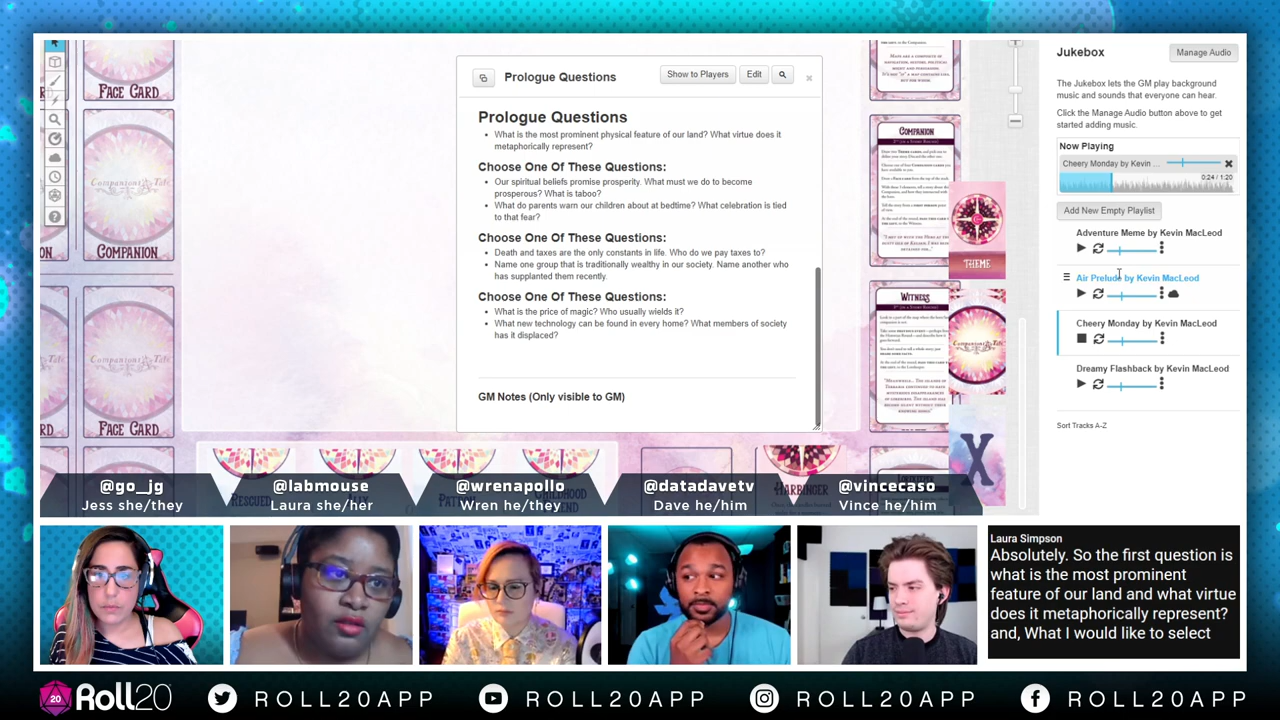 FACE CARD
Prologue Questions
Show to Players
Edit
Prologue Questions
What is the most prominent physical feature of our land? What virtue does it
metaphorically represent?
Choose One Of These Questions:
Our spiritual beliefs promise prosperity. What must we do to become
prosperous? What is taboo?
What do parents warn our children about at bedtime? What celebration is tied
to that fear?
Choose One Of These Questions:
Death and taxes are the only constants in life. Who do we pay taxes to?
Name one group that is traditionally wealthy in our society. Name another who
has supplanted them recently.
Choose One Of These Questions:
What is the price of magic? Who usually wields it?
What new technology can be found in every home? What members of society
has it displaced?
GM Notes (Only visible to GM)
COMPANION
FACE CARD
COMPANION
WITNESS
THEME
X
RESCUED
HARBINGER
Jukebox
Manage Audio
The Jukebox lets the GM play background
music and sounds that everyone can hear.
Click the Manage Audio button above to get
started adding music.
Now Playing
Cheery Monday by Kevin ...
0:24 / 1:20
Add New Empty Playlist
Adventure Meme by Kevin MacLeod
Air Prelude by Kevin MacLeod
Cheery Monday by Kevin MacLeod
Dreamy Flashback by Kevin MacLeod
Sort Tracks A-Z
@go_jg
Jess she/they
@labmouse
Laura she/her
@wrenapollo
Wren he/they
@datadavetv
Dave he/him
@vincecaso
Vince he/him
Laura Simpson
Absolutely. So the first question is
what is the most prominent
feature of our land and what virtue
does it metaphorically represent?
and, What I would like to select
20 Roll20
ROLL20APP
ROLL20APP
ROLL20APP
ROLL20APP